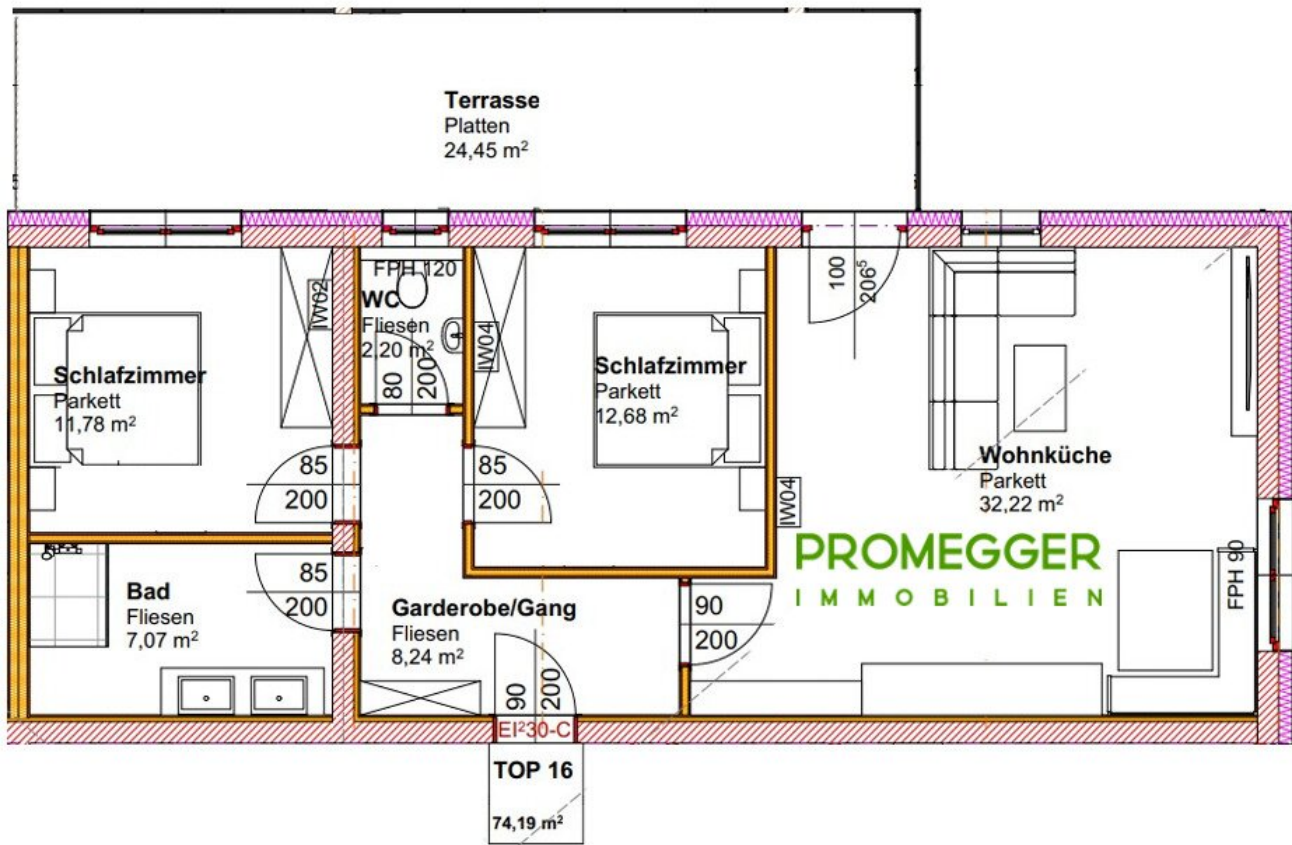 Terrasse
Platten
24,45 m²
FPH 120
WC
Fliesen
2,20 m²
80
200
IW02
IW04
Schlafzimmer
Parkett
11,78 m²
Schlafzimmer
Parkett
12,68 m²
100
206⁵
Wohnküche
Parkett
32,22 m²
85
200
85
200
IW04
PROMEGGER
IMMOBILIEN
FPH 90
Bad
Fliesen
7,07 m²
85
200
Garderobe/Gang
Fliesen
8,24 m²
90
200
90
200
EI²30-C
TOP 16
74,19 m²